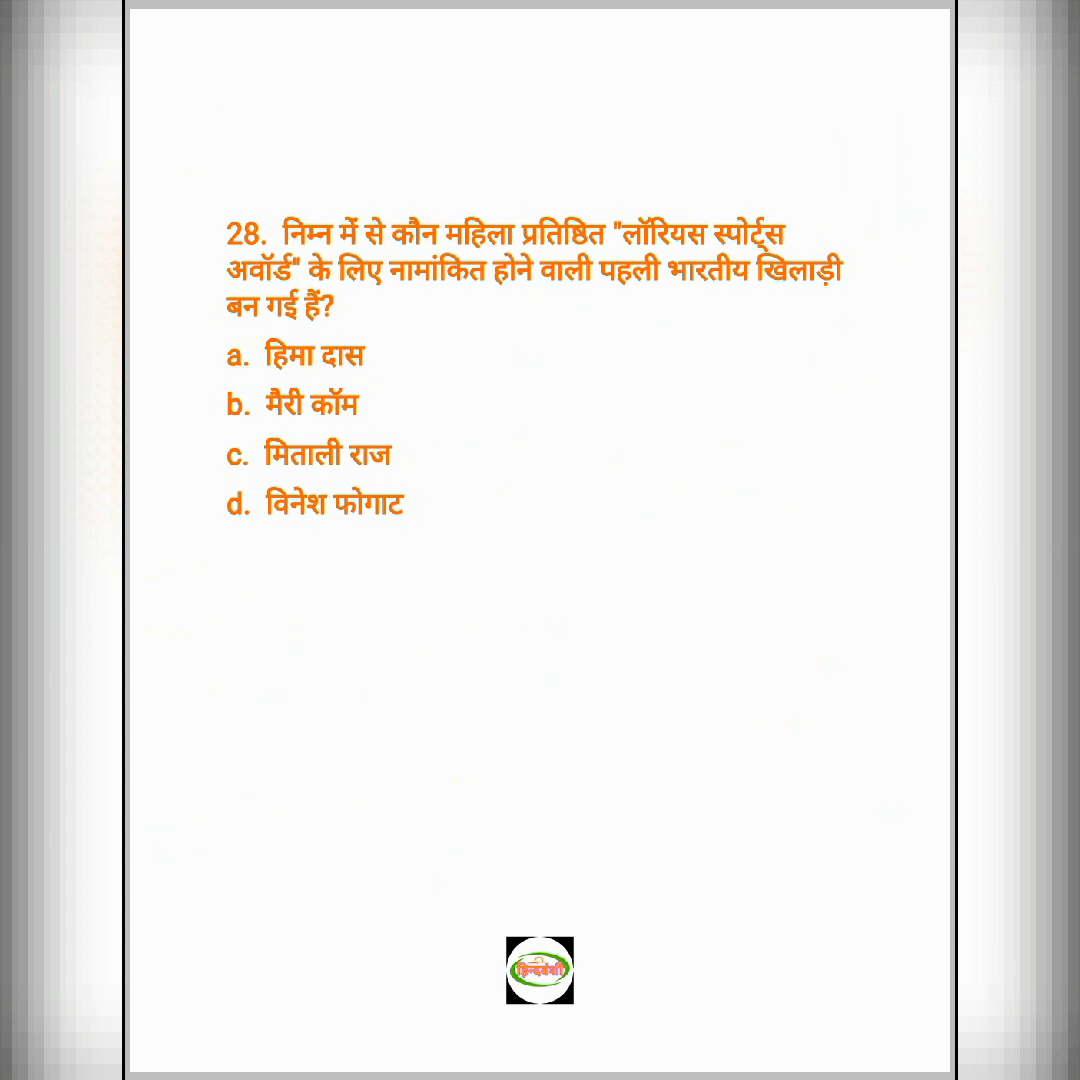 28. निम्न में से कौन महिला प्रतिष्ठित "लॉरियस स्पोर्ट्स
अवॉर्ड" के लिए नामांकित होने वाली पहली भारतीय खिलाड़ी
बन गई हैं?
a. हिमा दास
b. मैरी कॉम
c. मिताली राज
d. विनेश फोगाट